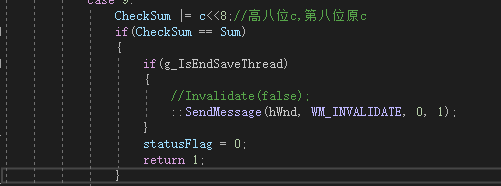 case 9:
CheckSum |= c<<8;//高八位c,第八位原c
if(CheckSum == Sum)
{
if(g_IsEndSaveThread)
{
//Invalidate(false);
::SendMessage(hWnd, WM_INVALIDATE, 0, 1);
}
statusFlag = 0;
return 1;
}